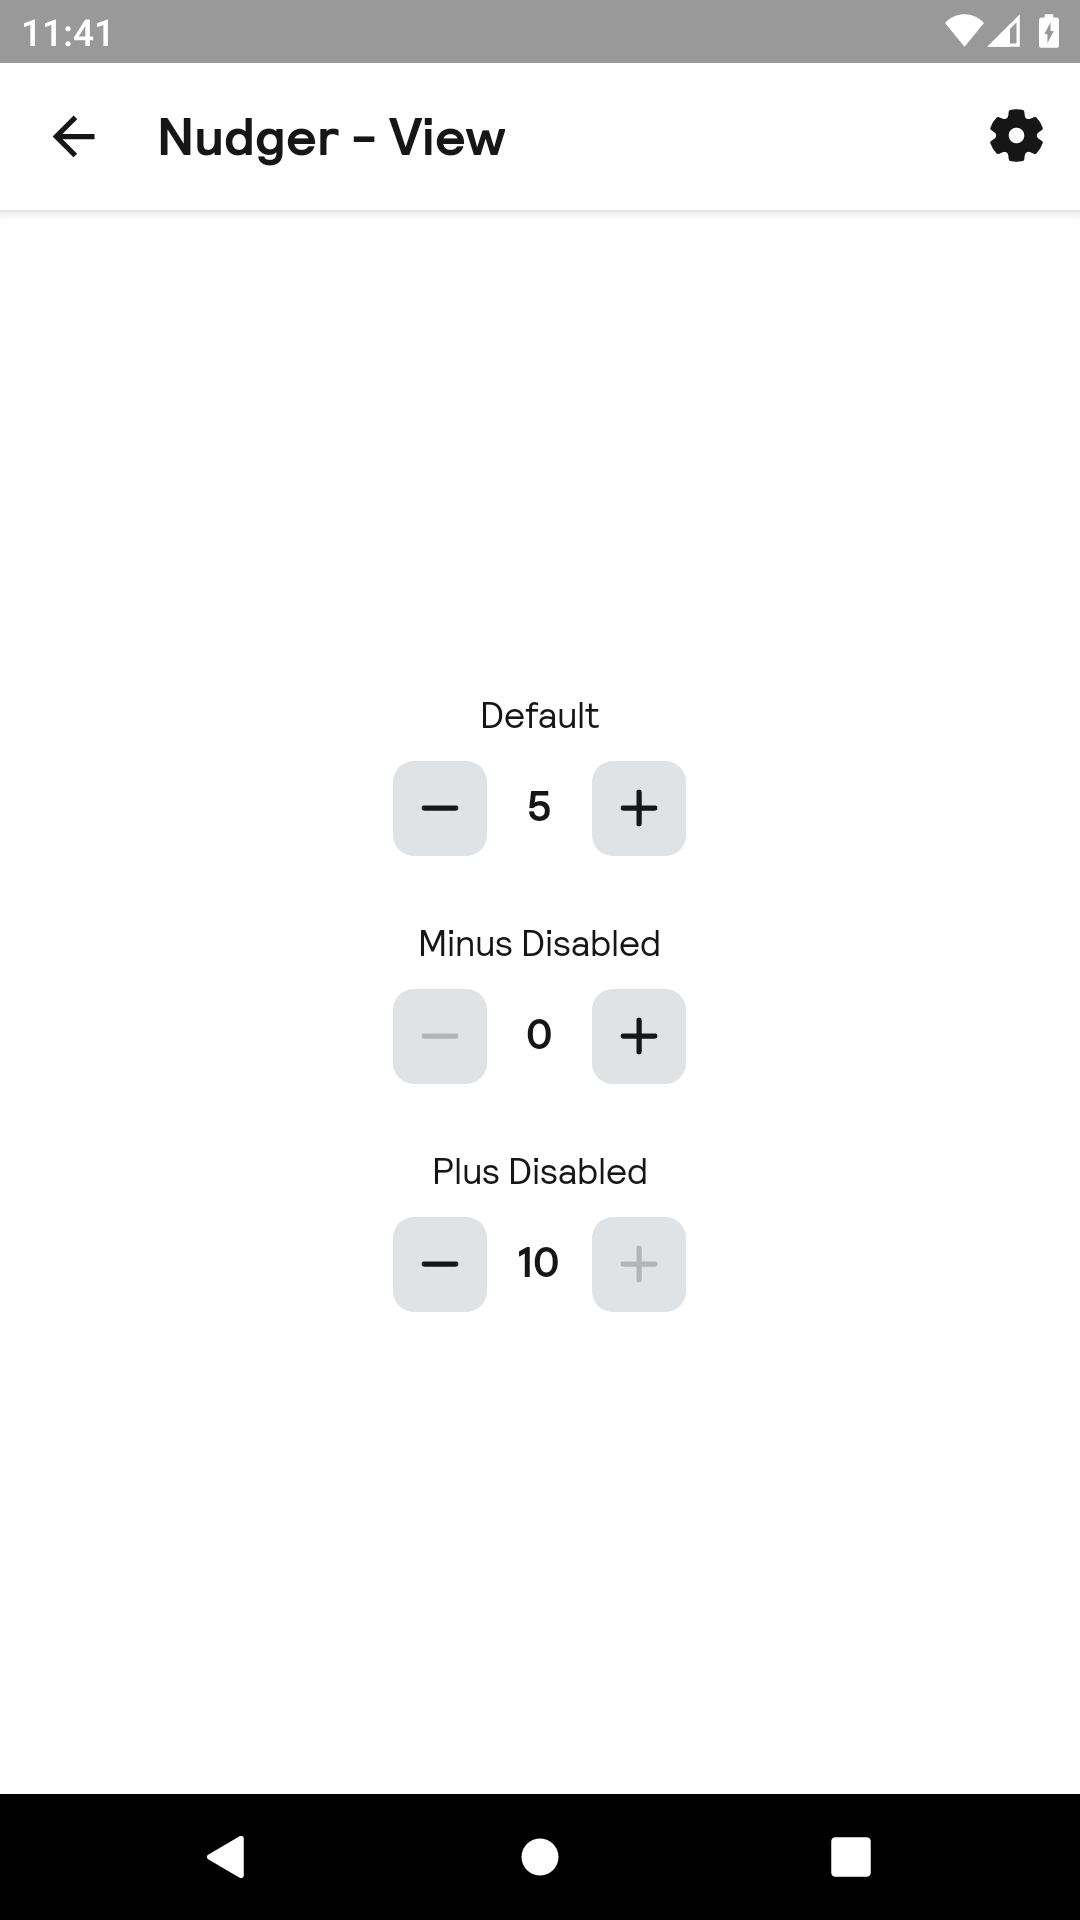 11:41
Nudger - View
Default
5
Minus Disabled
0
Plus Disabled
10